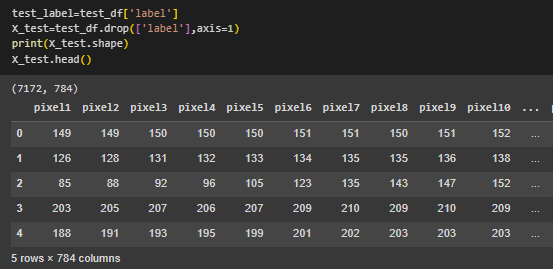 test_label=test_df['label']
X_test=test_df.drop(['label'],axis=1)
print(X_test.shape)
X_test.head()
(7172, 784)
pixel1 pixel2 pixel3 pixel4 pixel5 pixel6 pixel7 pixel8 pixel9 pixel10 ...
0 149 149 150 150 150 151 151 150 151 152 ...
1 126 128 131 132 133 134 135 135 136 138 ...
2 85 88 92 96 105 123 135 143 147 152 ...
3 203 205 207 206 207 209 210 209 210 209 ...
4 188 191 193 195 199 201 202 203 203 203 ...
5 rows × 784 columns